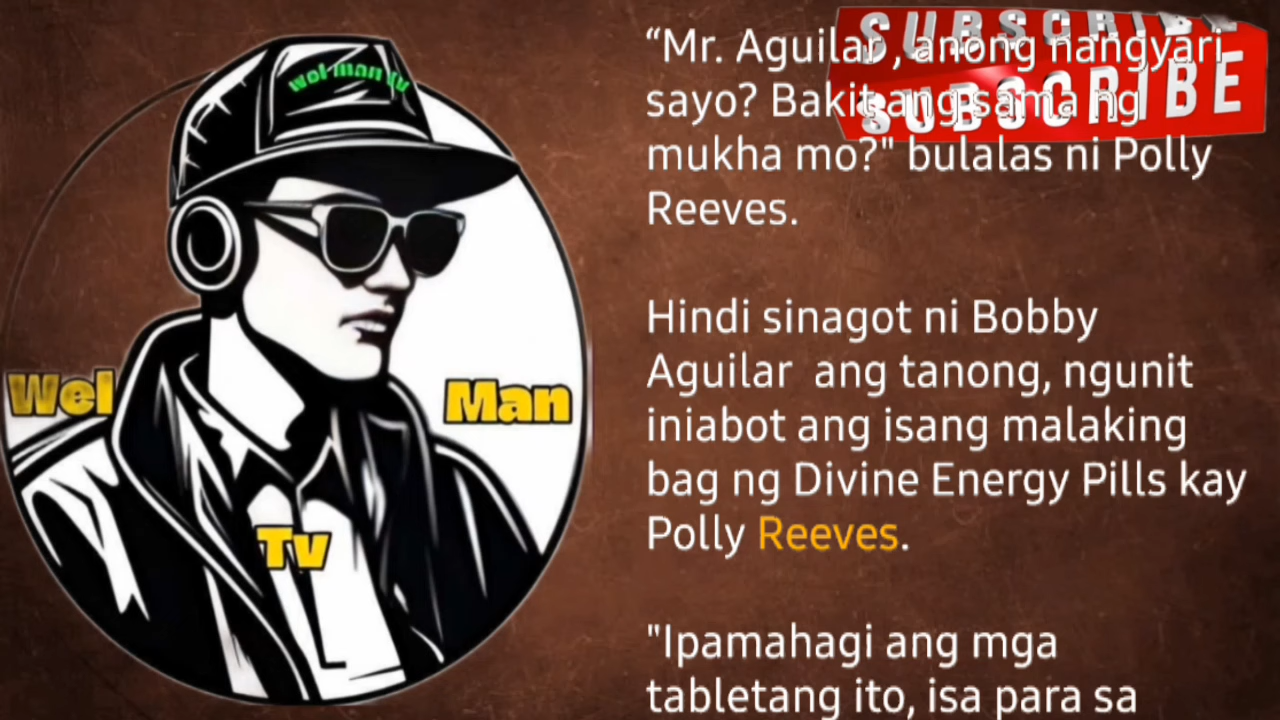 wel man tv
Wel
Man
Tv
SUBSCRIBE
SUBSCRIBE
“Mr. Aguilar , anong nangyari
sayo? Bakit ang sama ng
mukha mo?" bulalas ni Polly
Reeves.
Hindi sinagot ni Bobby
Aguilar  ang tanong, ngunit
iniabot ang isang malaking
bag ng Divine Energy Pills kay
Polly Reeves.
"Ipamahagi ang mga
tabletang ito, isa para sa